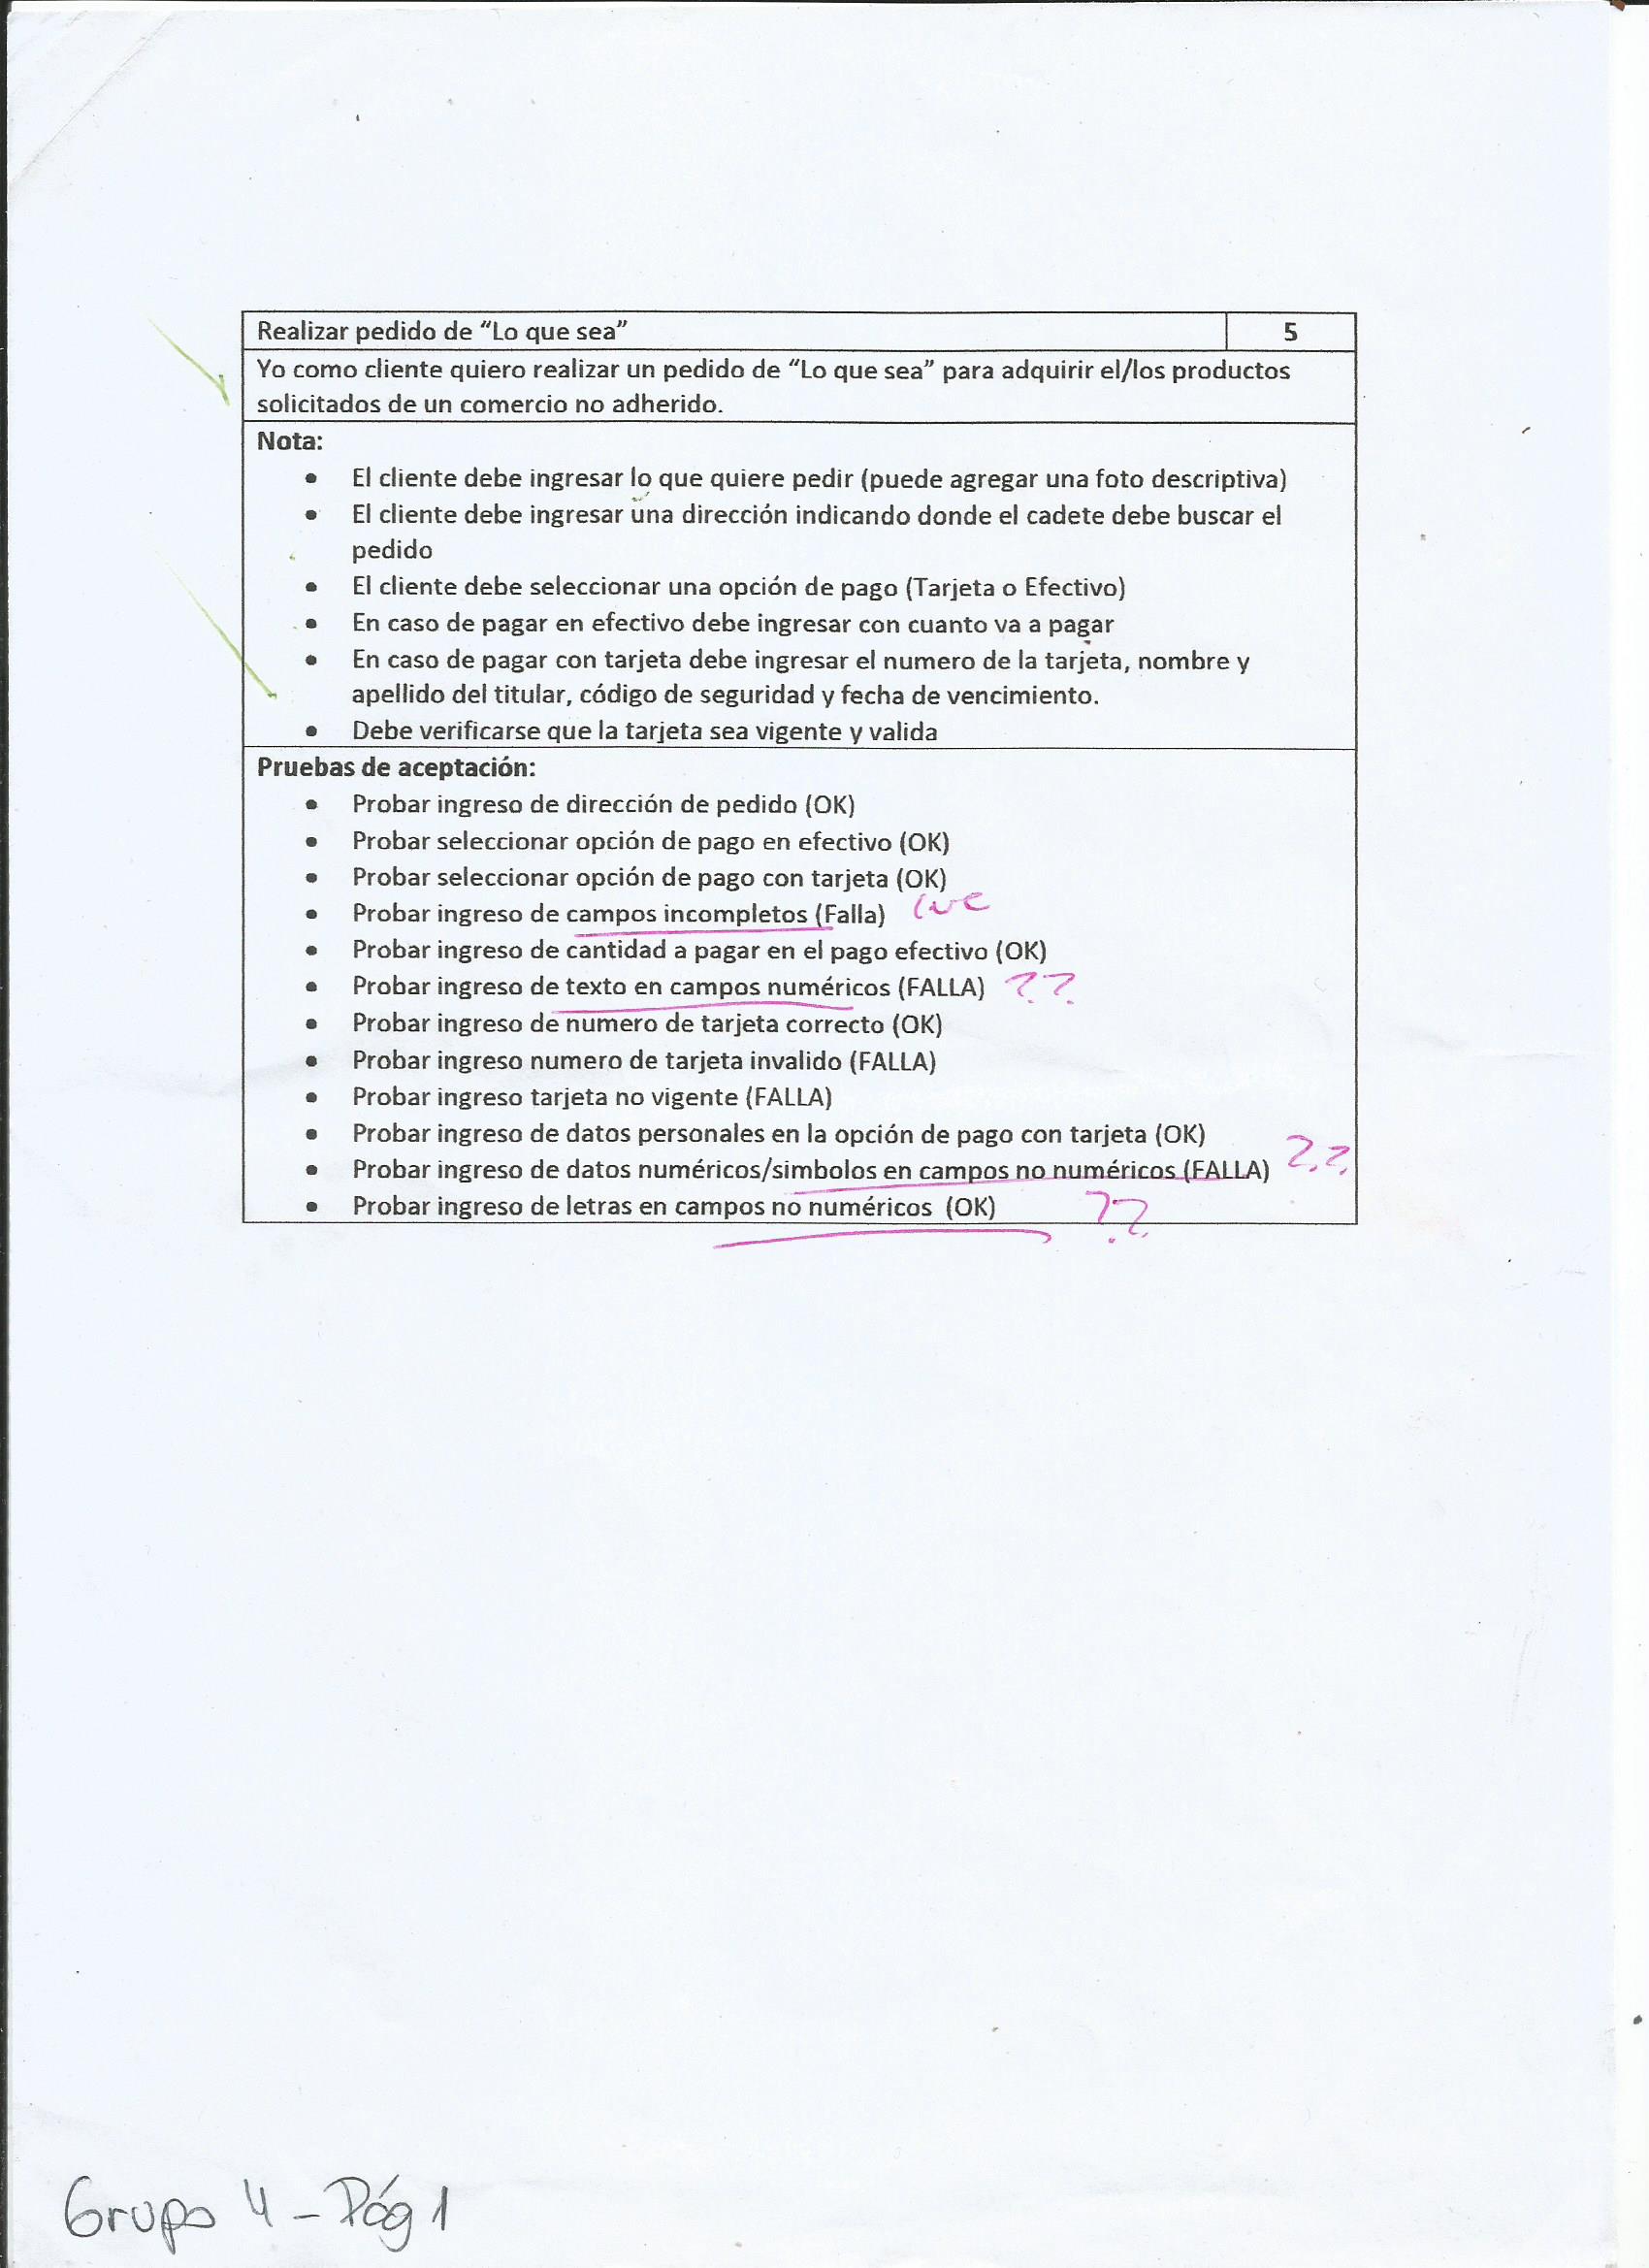 Realizar pedido de “Lo que sea” 5
Yo como cliente quiero realizar un pedido de “Lo que sea” para adquirir el/los productos
solicitados de un comercio no adherido.
Nota:
• El cliente debe ingresar lo que quiere pedir (puede agregar una foto descriptiva)
• El cliente debe ingresar una dirección indicando donde el cadete debe buscar el
pedido
• El cliente debe seleccionar una opción de pago (Tarjeta o Efectivo)
• En caso de pagar en efectivo debe ingresar con cuanto va a pagar
• En caso de pagar con tarjeta debe ingresar el numero de la tarjeta, nombre y
apellido del titular, código de seguridad y fecha de vencimiento.
• Debe verificarse que la tarjeta sea vigente y valida
Pruebas de aceptación:
• Probar ingreso de dirección de pedido (OK)
• Probar seleccionar opción de pago en efectivo (OK)
• Probar seleccionar opción de pago con tarjeta (OK)
• Probar ingreso de campos incompletos (Falla)
• Probar ingreso de cantidad a pagar en el pago efectivo (OK)
• Probar ingreso de texto en campos numéricos (FALLA) ??
• Probar ingreso de numero de tarjeta correcto (OK)
• Probar ingreso numero de tarjeta invalido (FALLA)
• Probar ingreso tarjeta no vigente (FALLA)
• Probar ingreso de datos personales en la opción de pago con tarjeta (OK)
• Probar ingreso de datos numéricos/simbolos en campos no numéricos (FALLA) ??
• Probar ingreso de letras en campos no numéricos (OK) ??
Grupo 4 - Pág 1